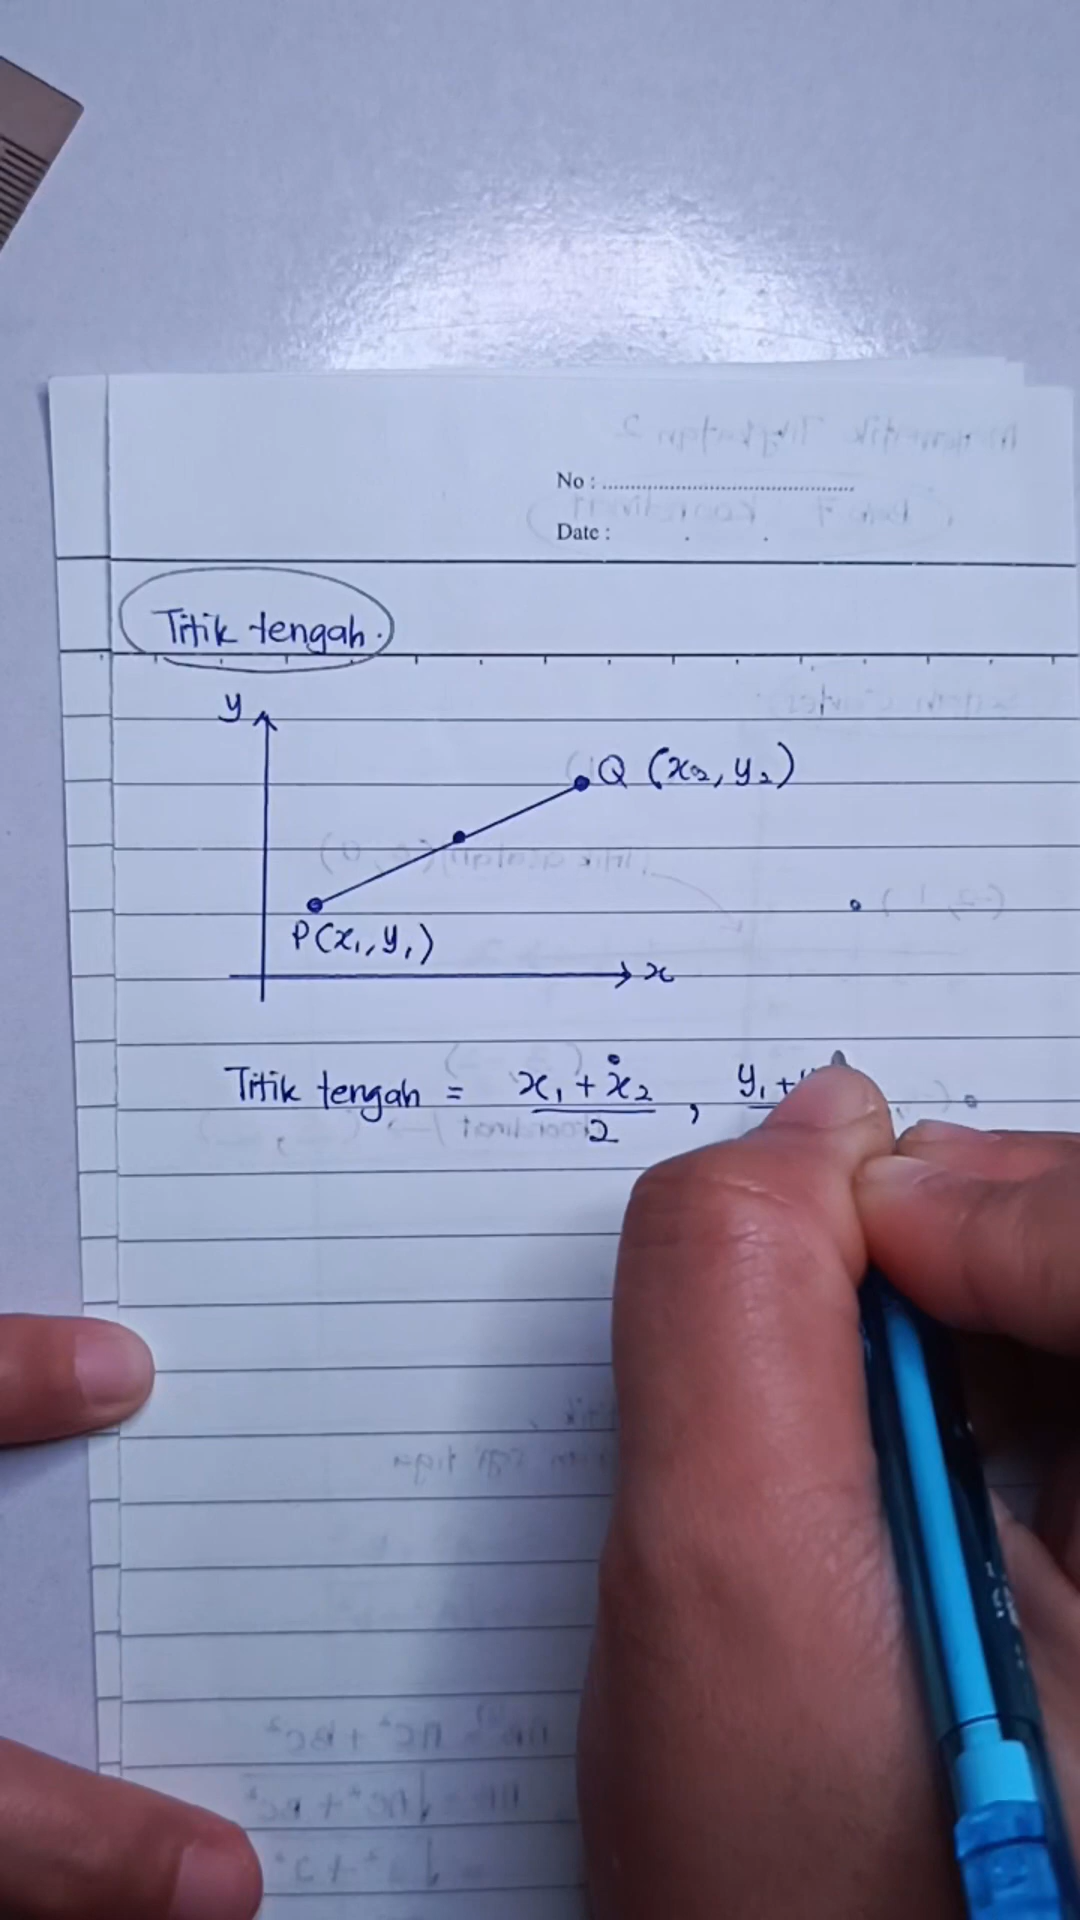 No :
Date :
Titik tengah.
y
Q (x₂, y₂)
P(x₁, y₁)
x
Titik tengah = x₁ + x₂ / 2 , y₁ +